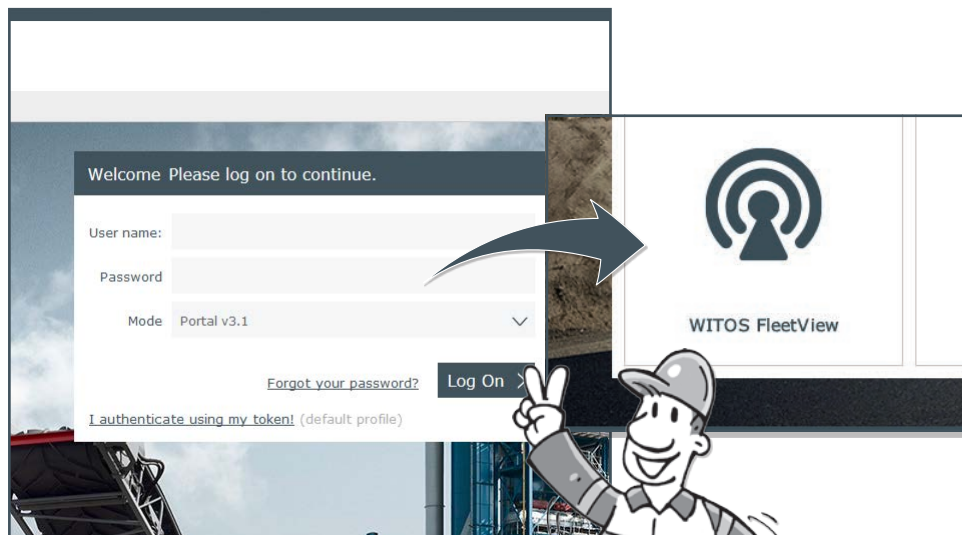 Welcome Please log on to continue.
User name:
Password
Mode Portal v3.1
Forgot your password? Log On
I authenticate using my token! (default profile)
WITOS FleetView